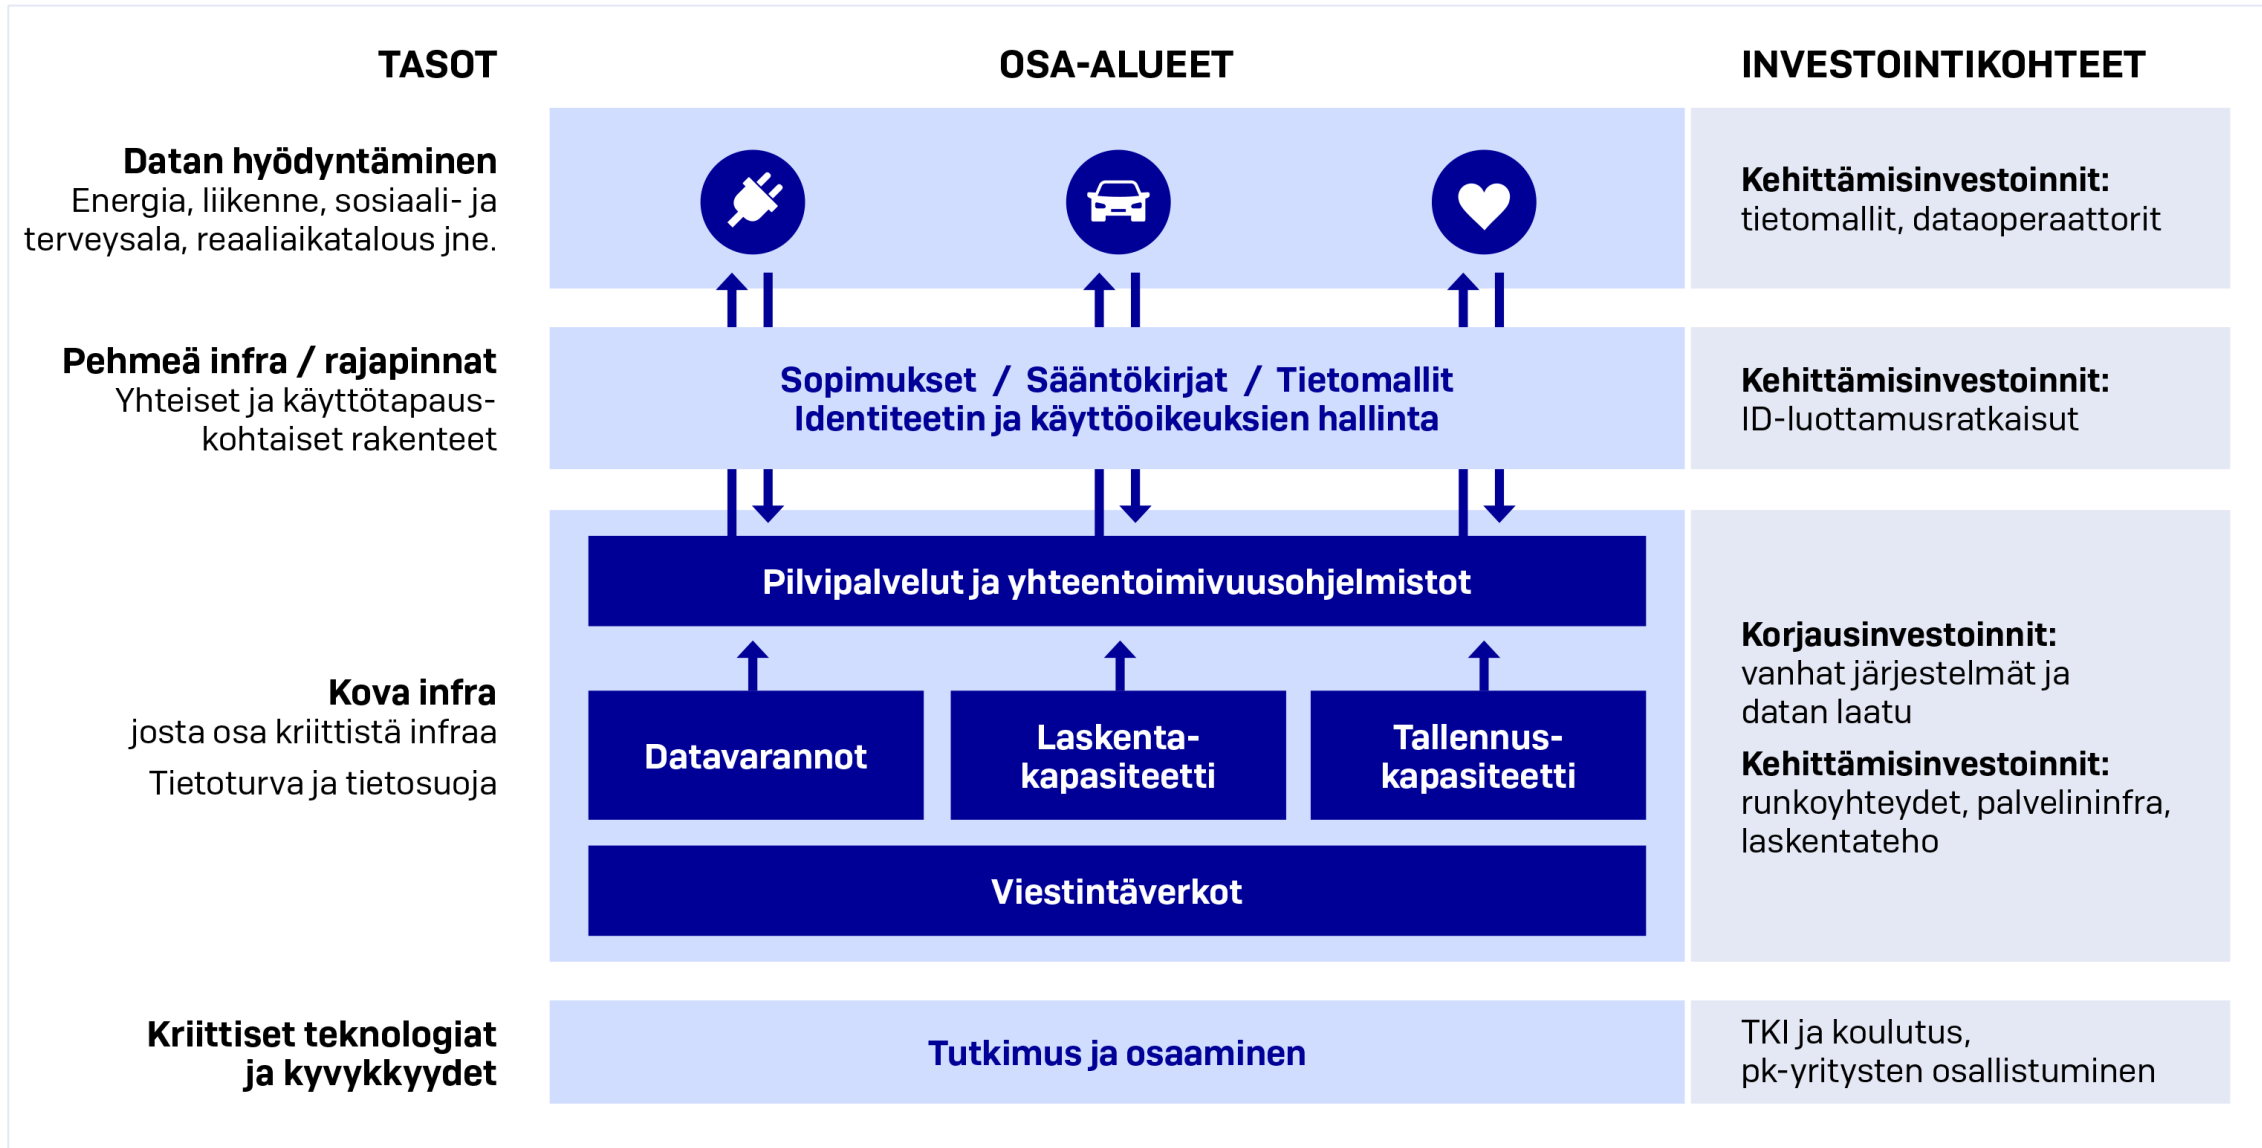 TASOT
OSA-ALUEET
INVESTOINTIKOHTEET
Datan hyödyntäminen
Energia, liikenne, sosiaali- ja
terveysala, reaaliaikatalous jne.
Kehittämisinvestoinnit:
tietomallit, dataoperaattorit
Pehmeä infra / rajapinnat
Yhteiset ja käyttötapaus-
kohtaiset rakenteet
Sopimukset / Sääntökirjat / Tietomallit
Identiteetin ja käyttöoikeuksien hallinta
Kehittämisinvestoinnit:
ID-luottamusratkaisut
Kova infra
josta osa kriittistä infraa
Tietoturva ja tietosuoja
Pilvipalvelut ja yhteentoimivuusohjelmistot
Datavarannot
Laskenta-
kapasiteetti
Tallennus-
kapasiteetti
Viestintäverkot
Korjausinvestoinnit:
vanhat järjestelmät ja
datan laatu
Kehittämisinvestoinnit:
runkoyhteydet, palvelininfra,
laskentateho
Kriittiset teknologiat
ja kyvykkyydet
Tutkimus ja osaaminen
TKI ja koulutus,
pk-yritysten osallistuminen